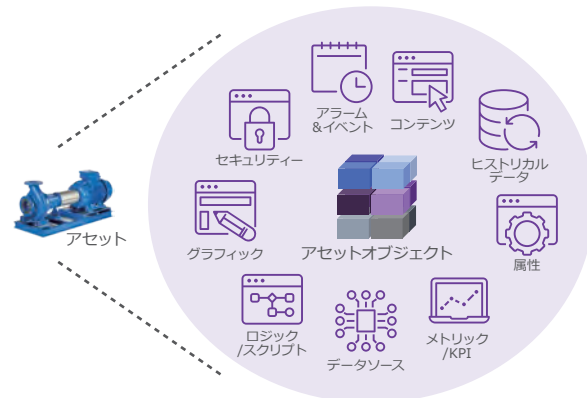 アラーム
&イベント
コンテンツ
セキュリティー
ヒストリカル
データ
アセット
グラフィック
アセットオブジェクト
属性
ロジック
/スクリプト
データソース
メトリック
/KPI